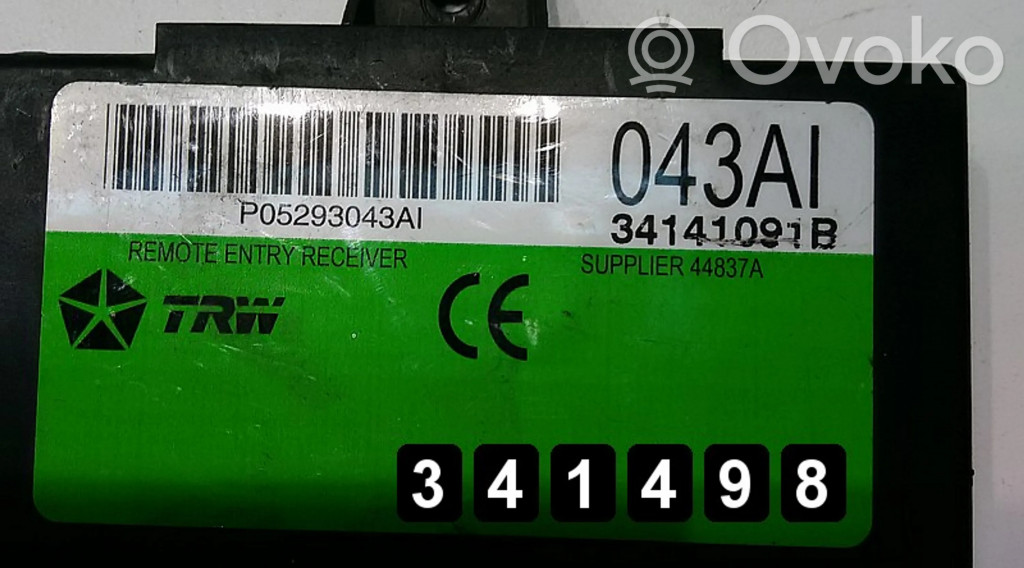 Ovoko
043AI
P05293043AI
34141091B
REMOTE ENTRY RECEIVER
SUPPLIER 44837A
TRW
CE
341498